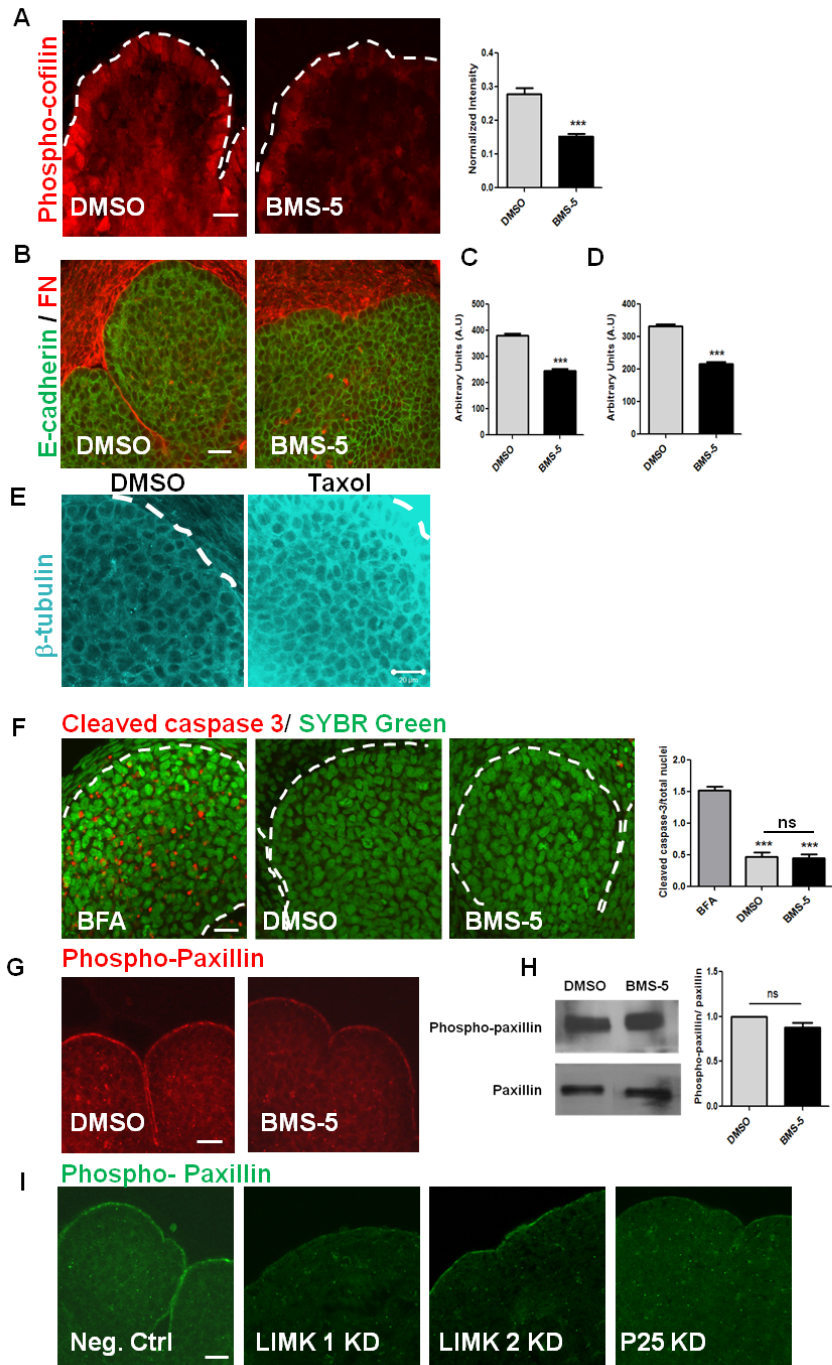 A
Phospho-cofilin
DMSO
BMS-5
Normalized Intensity
0.4
0.3
0.2
0.1
0.0
***
DMSO
BMS-5
B
E-cadherin / FN
DMSO
BMS-5
C
Arbitrary Units (A.U)
500
400
300
200
100
0
***
DMSO
BMS-5
D
Arbitrary Units (A.U)
400
300
200
100
0
***
DMSO
BMS-5
E
β-tubulin
DMSO
Taxol
20 µm
F
Cleaved caspase 3/ SYBR Green
BFA
DMSO
BMS-5
Cleaved caspase-3/total nuclei
2.0
1.5
1.0
0.5
0.0
ns
***
***
BFA
DMSO
BMS-5
G
Phospho-Paxillin
DMSO
BMS-5
H
DMSO
BMS-5
Phospho-paxillin
Paxillin
Phospho-paxillin/ paxillin
1.5
1.0
0.5
0.0
ns
DMSO
BMS-5
I
Phospho- Paxillin
Neg. Ctrl
LIMK 1 KD
LIMK 2 KD
P25 KD